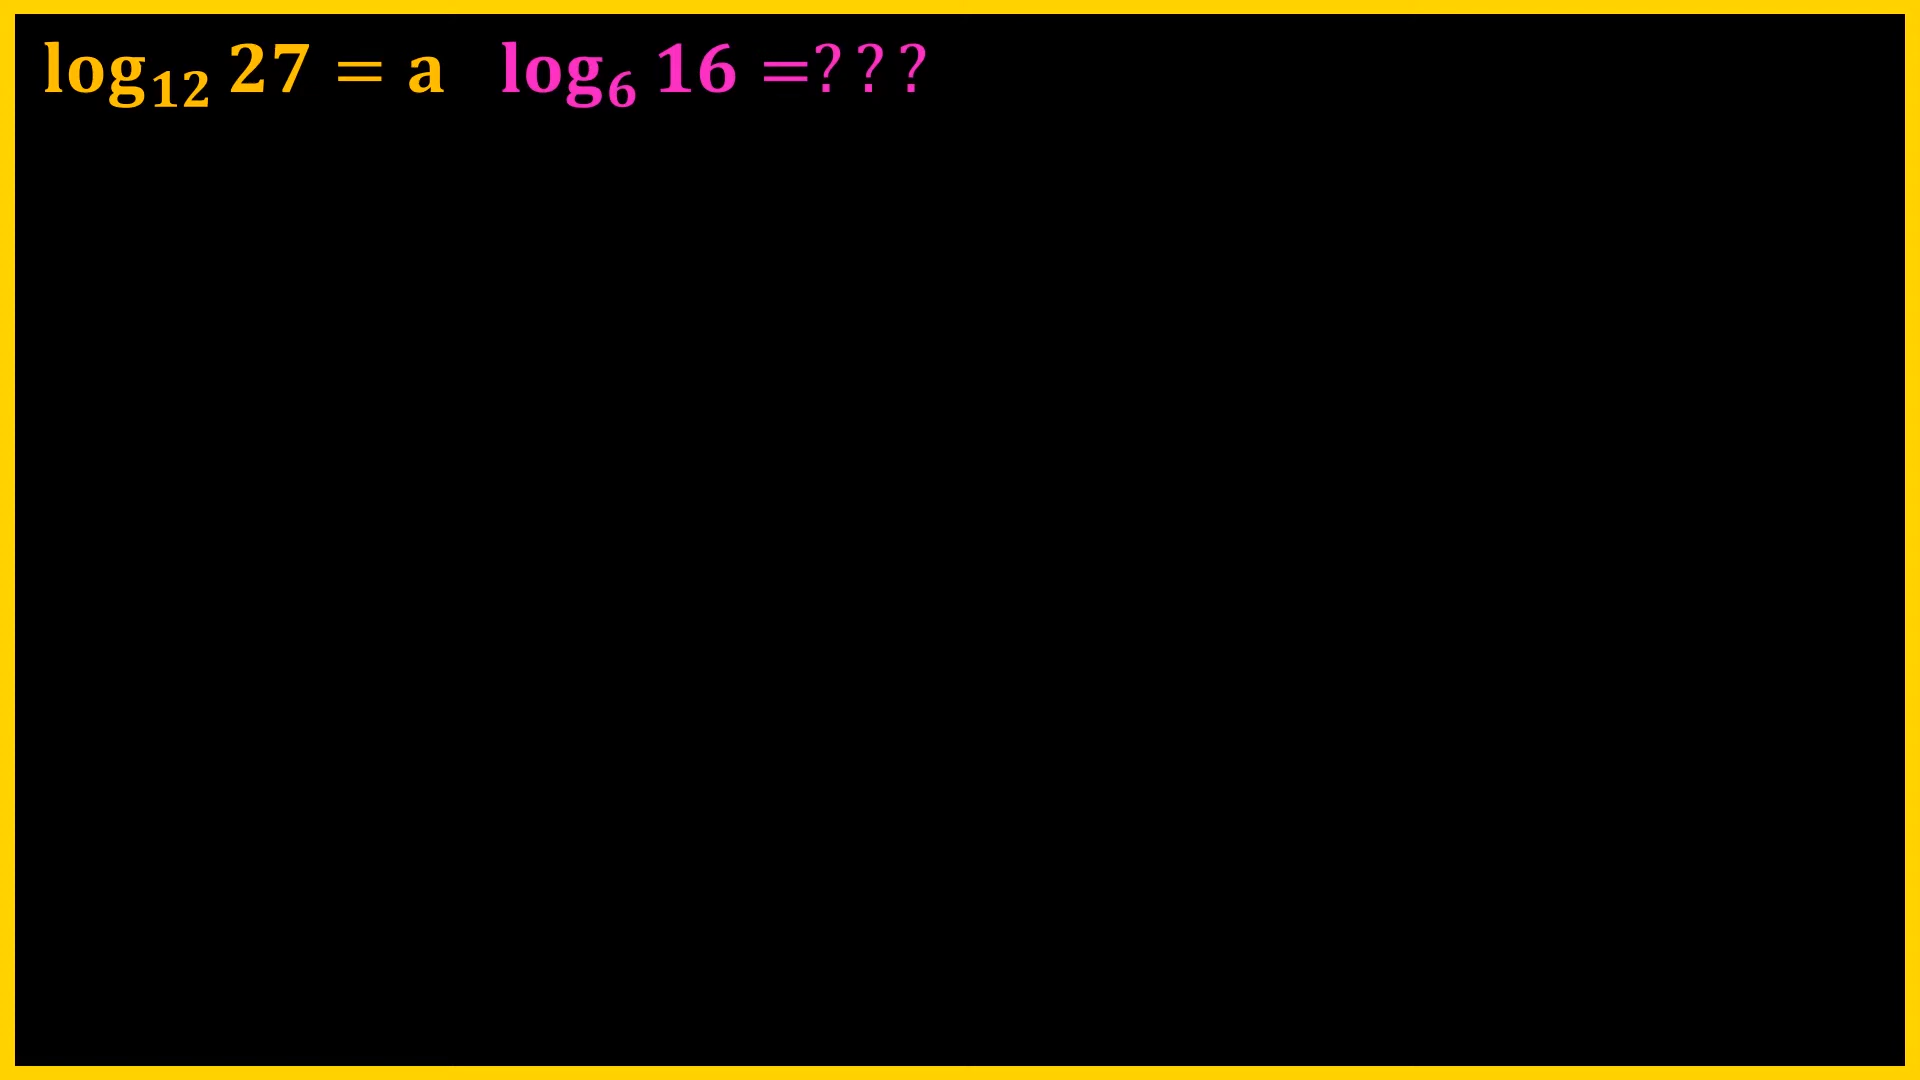 log₁₂ 27 = a   log₆ 16 =???